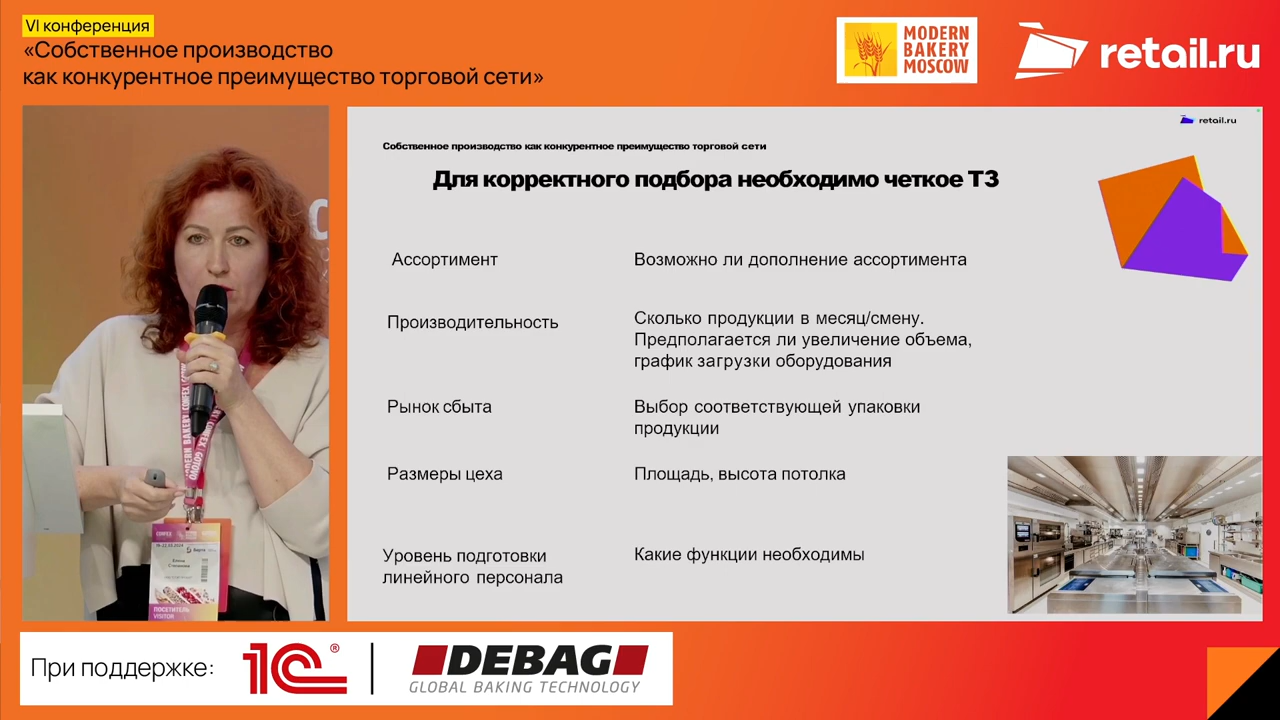 VI конференция
«Собственное производство
как конкурентное преимущество торговой сети»
MODERN
BAKERY
MOSCOW
retail.ru
retail.ru
Собственное производство как конкурентное преимущество торговой сети
Для корректного подбора необходимо четкое ТЗ
Ассортимент
Возможно ли дополнение ассортимента
Производительность
Сколько продукции в месяц/смену.
Предполагается ли увеличение объема,
график загрузки оборудования
Рынок сбыта
Выбор соответствующей упаковки
продукции
Размеры цеха
Площадь, высота потолка
Уровень подготовки
линейного персонала
Какие функции необходимы
MODERN BAKERY CONFEX
ПОСЕТИТЕЛЬ
VISITOR
При поддержке:
1С®
DEBAG
GLOBAL BAKING TECHNOLOGY